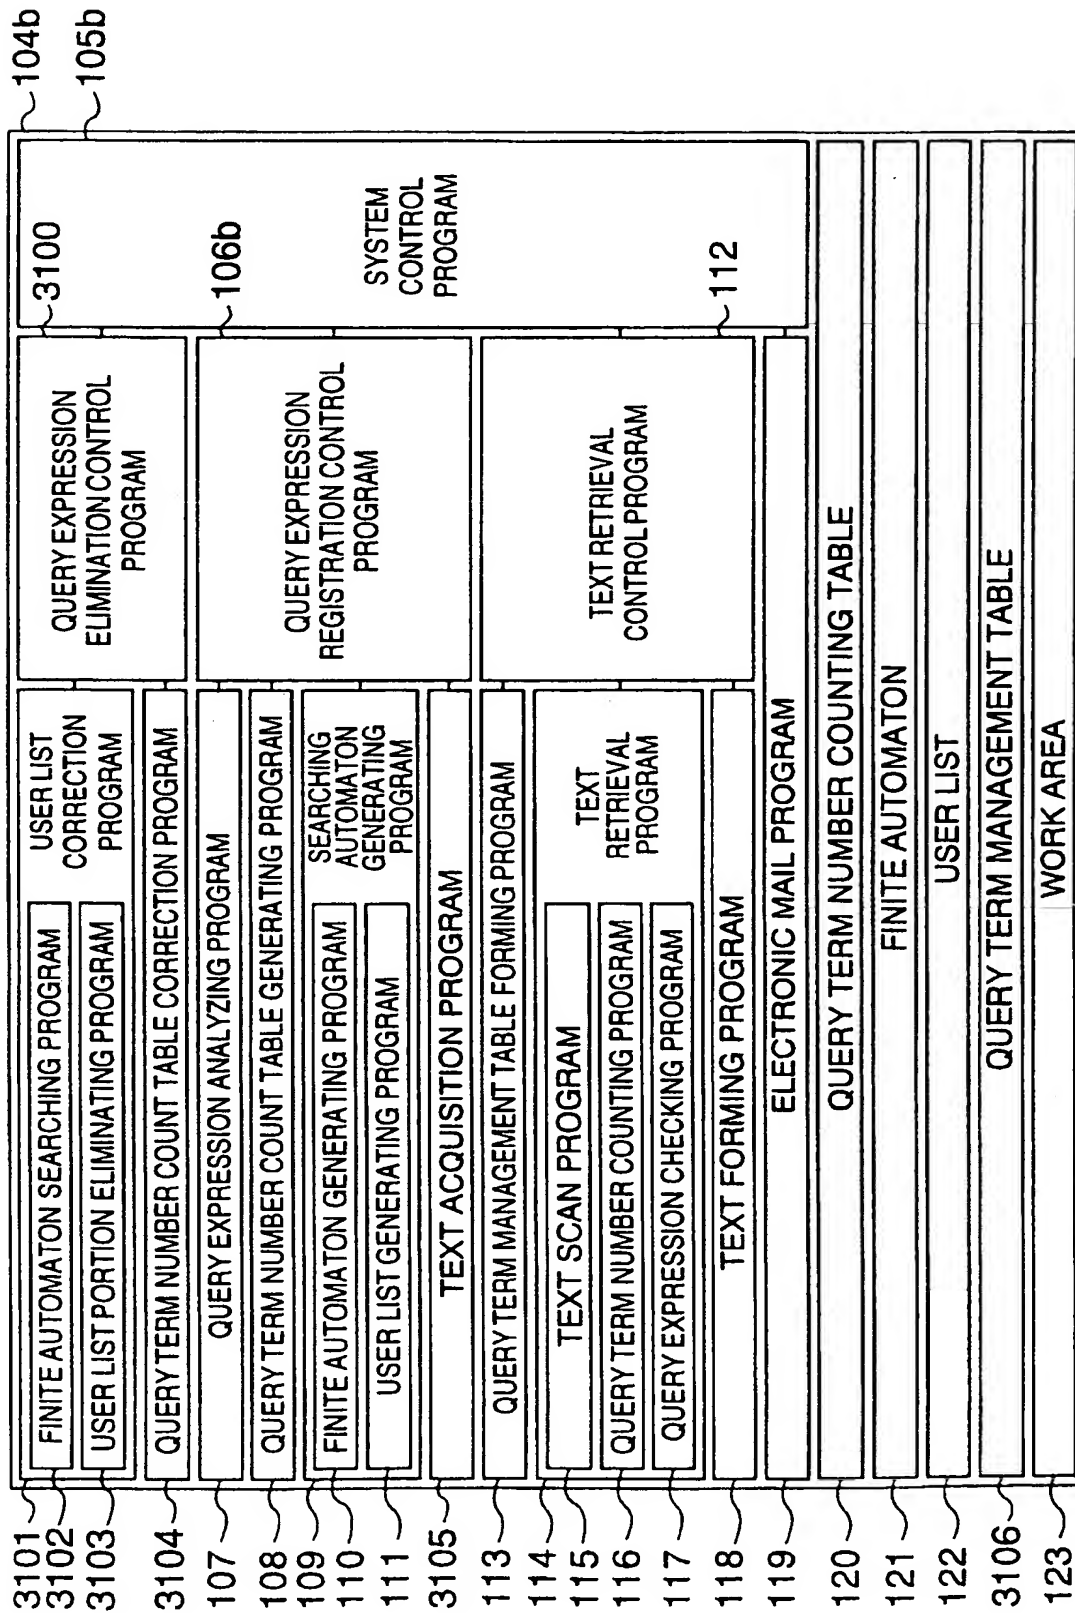 104b
105b
SYSTEM
CONTROL
PROGRAM
3100
QUERY EXPRESSION
ELIMINATION CONTROL
PROGRAM
106b
QUERY EXPRESSION
REGISTRATION CONTROL
PROGRAM
112
TEXT RETRIEVAL
CONTROL PROGRAM
3101
USER LIST
CORRECTION
PROGRAM
3102
FINITE AUTOMATON SEARCHING PROGRAM
3103
USER LIST PORTION ELIMINATING PROGRAM
3104
QUERY TERM NUMBER COUNT TABLE CORRECTION PROGRAM
107
QUERY EXPRESSION ANALYZING PROGRAM
108
QUERY TERM NUMBER COUNT TABLE GENERATING PROGRAM
109
SEARCHING
AUTOMATON
GENERATING
PROGRAM
110
FINITE AUTOMATON GENERATING PROGRAM
111
USER LIST GENERATING PROGRAM
3105
TEXT ACQUISITION PROGRAM
113
QUERY TERM MANAGEMENT TABLE FORMING PROGRAM
114
TEXT
RETRIEVAL
PROGRAM
115
TEXT SCAN PROGRAM
116
QUERY TERM NUMBER COUNTING PROGRAM
117
QUERY EXPRESSION CHECKING PROGRAM
118
TEXT FORMING PROGRAM
119
ELECTRONIC MAIL PROGRAM
120
QUERY TERM NUMBER COUNTING TABLE
121
FINITE AUTOMATON
122
USER LIST
3106
QUERY TERM MANAGEMENT TABLE
123
WORK AREA